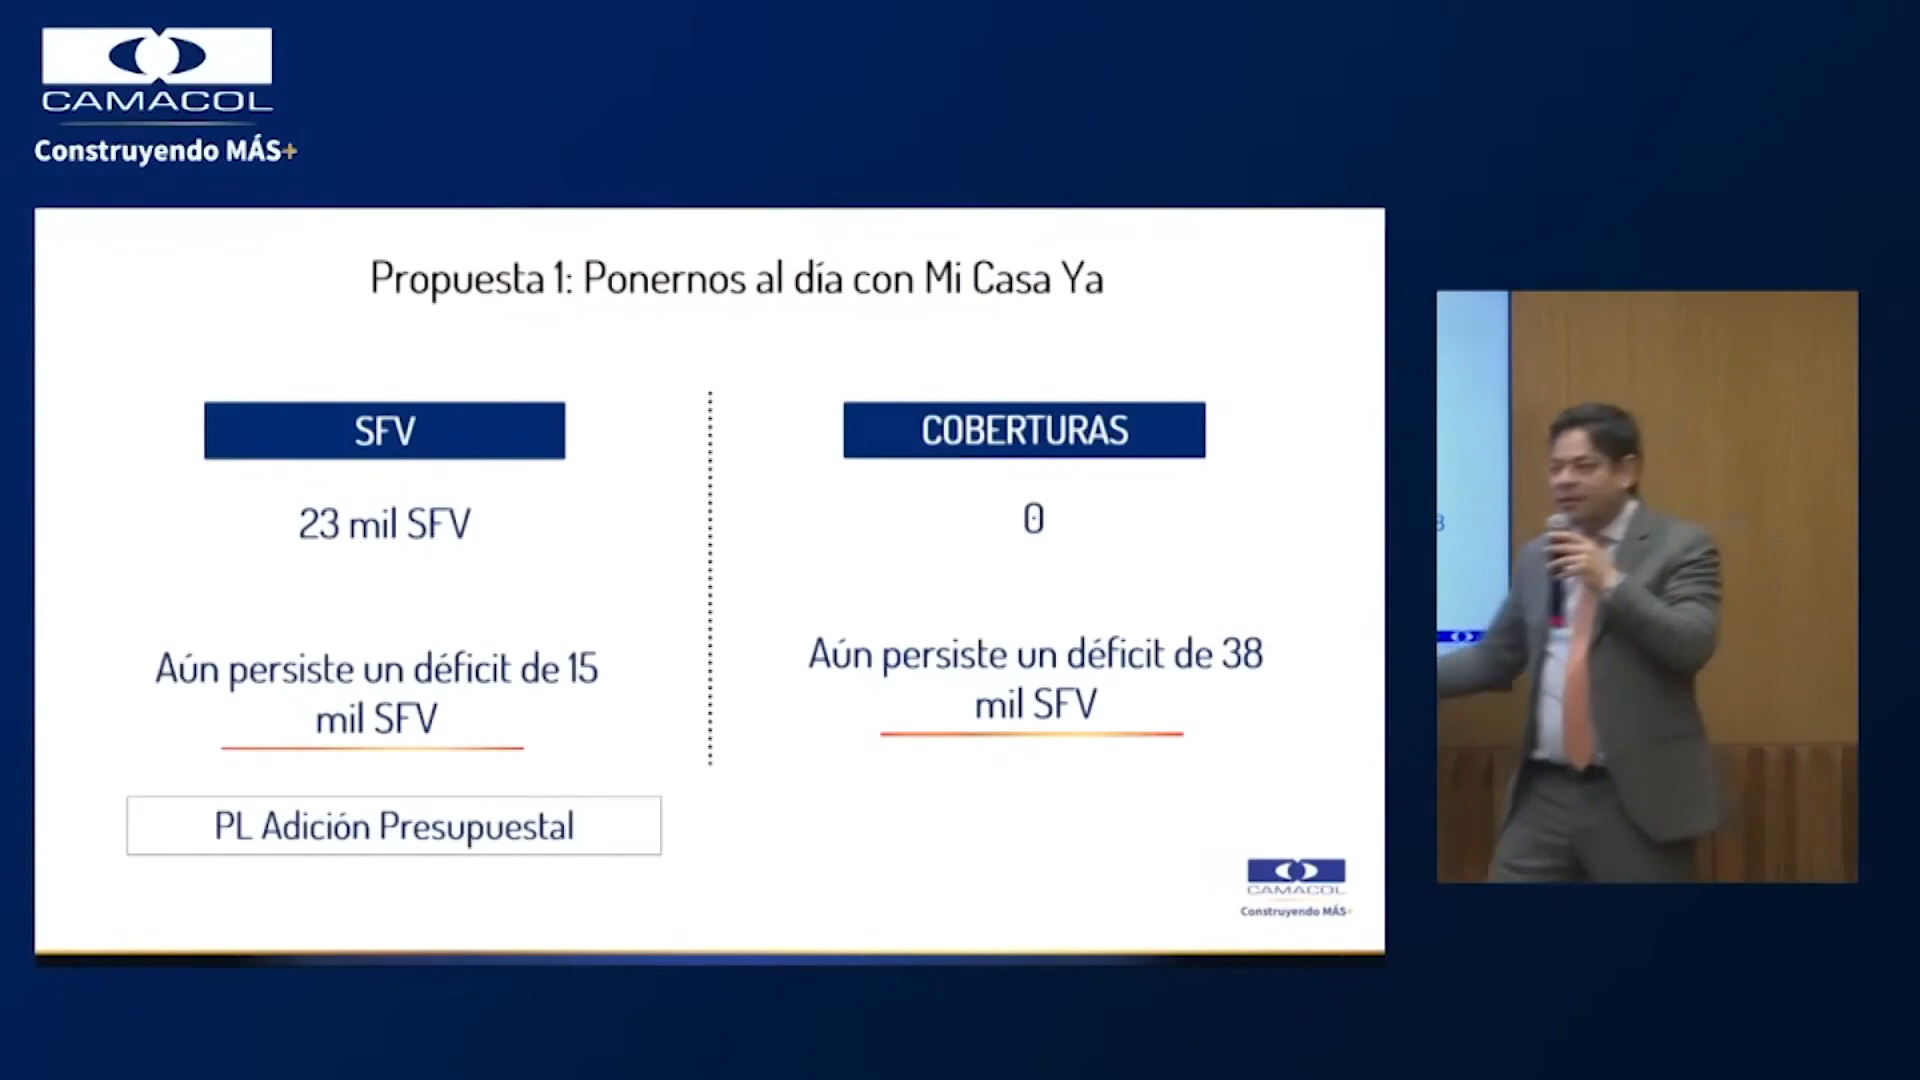 CAMACOL
Construyendo MÁS+
Propuesta 1: Ponernos al día con Mi Casa Ya
SFV
23 mil SFV
Aún persiste un déficit de 15
mil SFV
PL Adición Presupuestal
COBERTURAS
0
Aún persiste un déficit de 38
mil SFV
CAMACOL
Construyendo MÁS+